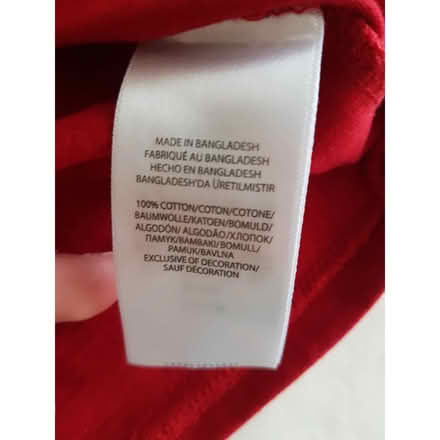 MADE IN BANGLADESH
FABRIQUÉ AU BANGLADESH
HECHO EN BANGLADESH
BANGLADESH'DA ÜRETILMISTIR
100% COTTON/COTON/COTONE/
BAUMWOLLE/KATOEN/BOMULD/
ALGODÓN/ ALGODÃO/ХЛОПОК/
ПАМУК/BAMBAKI/BOMULL/
PAMUK/BAVLNA
EXCLUSIVE OF DECORATION/
SAUF DÉCORATION